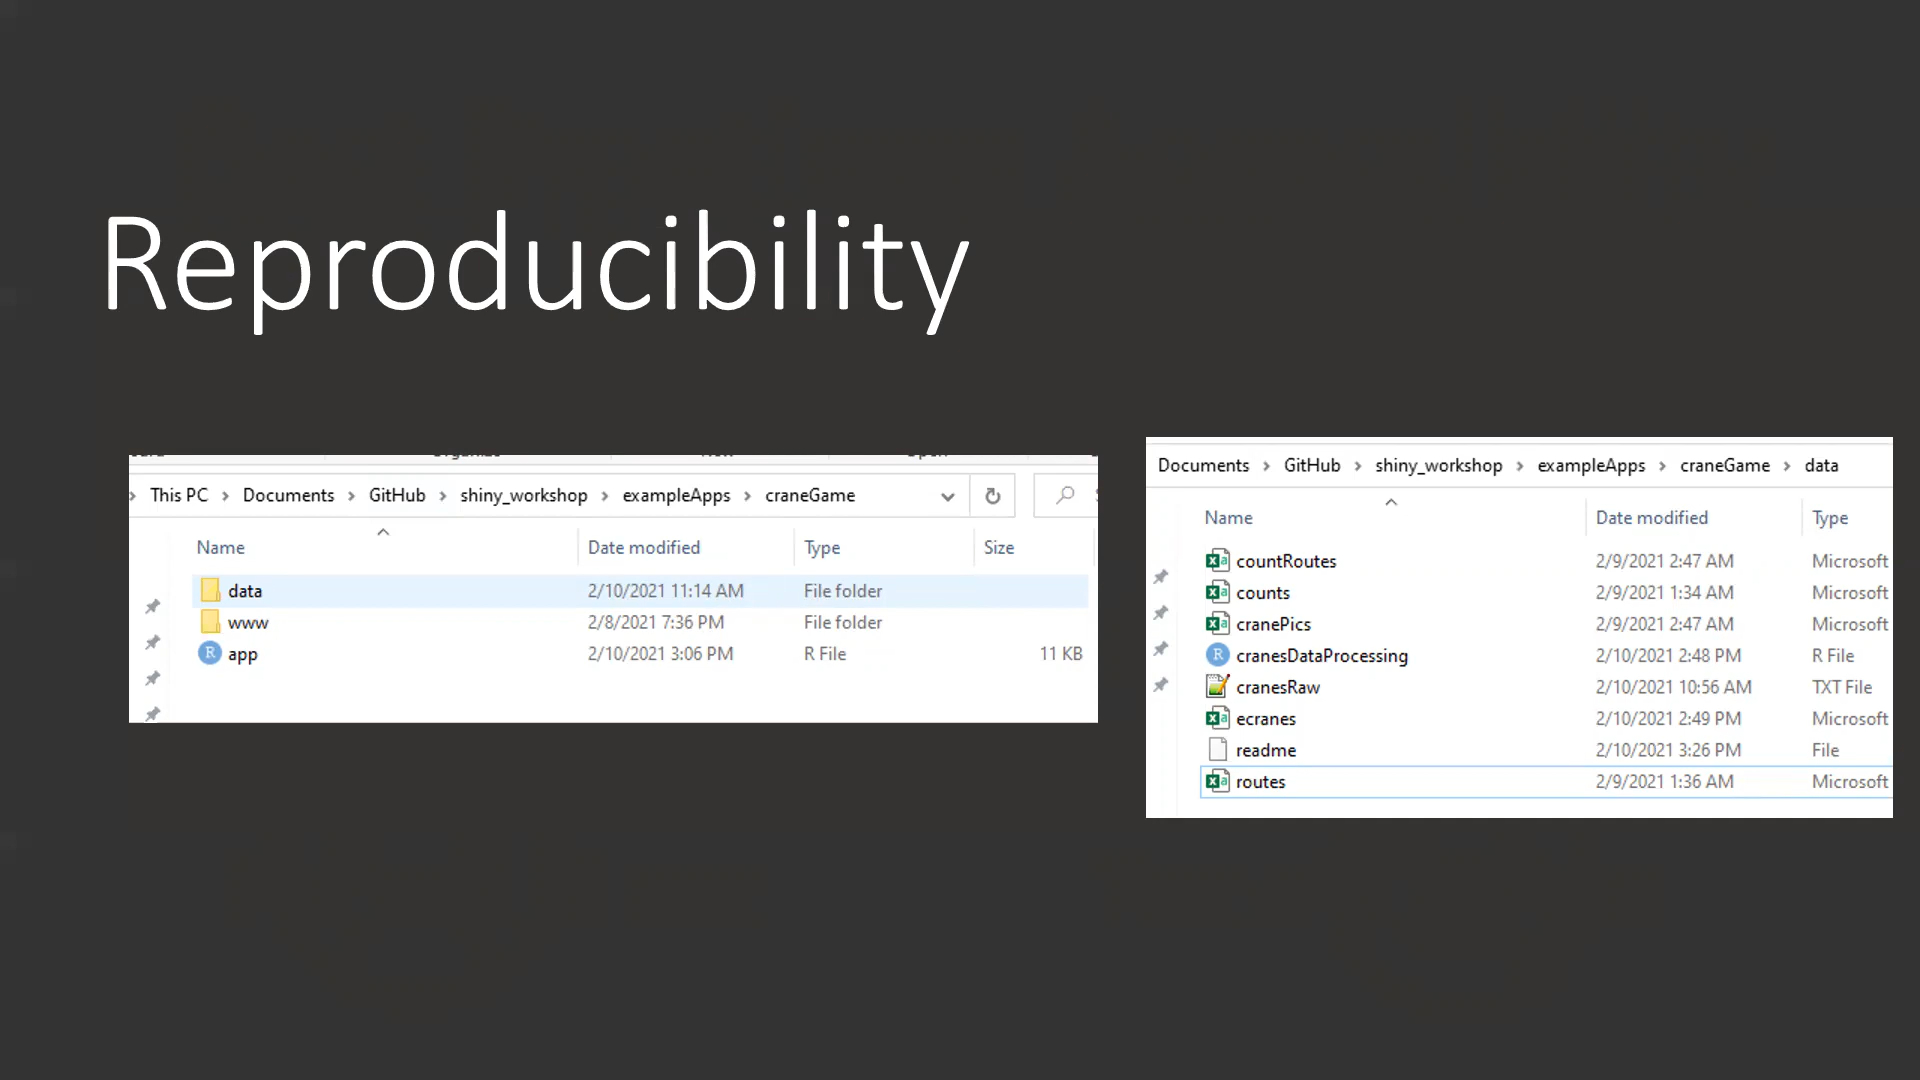 Reproducibility
This PC > Documents > GitHub > shiny_workshop > exampleApps > craneGame
Name Date modified Type Size
data 2/10/2021 11:14 AM File folder
www 2/8/2021 7:36 PM File folder
app 2/10/2021 3:06 PM R File 11 KB
Documents > GitHub > shiny_workshop > exampleApps > craneGame > data
Name Date modified Type
countRoutes 2/9/2021 2:47 AM Microsoft
counts 2/9/2021 1:34 AM Microsoft
cranePics 2/9/2021 2:47 AM Microsoft
cranesDataProcessing 2/10/2021 2:48 PM R File
cranesRaw 2/10/2021 10:56 AM TXT File
ecranes 2/10/2021 2:49 PM Microsoft
readme 2/10/2021 3:26 PM File
routes 2/9/2021 1:36 AM Microsoft